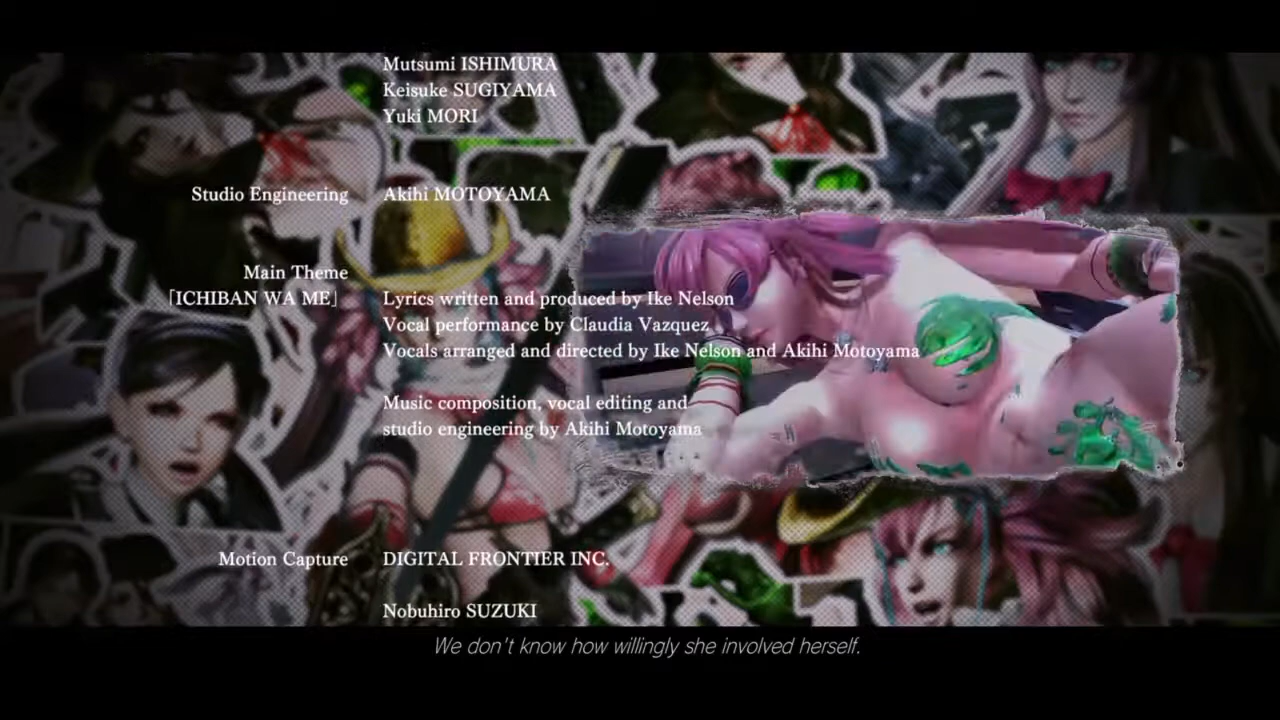 Mutsumi ISHIMURA
Keisuke SUGIYAMA
Yuki MORI
Studio Engineering Akihi MOTOYAMA
Main Theme
「ICHIBAN WA ME」 Lyrics written and produced by Ike Nelson
Vocal performance by Claudia Vazquez
Vocals arranged and directed by Ike Nelson and Akihi Motoyama
Music composition, vocal editing and
studio engineering by Akihi Motoyama
Motion Capture DIGITAL FRONTIER INC.
Nobuhiro SUZUKI
We don't know how willingly she involved herself.